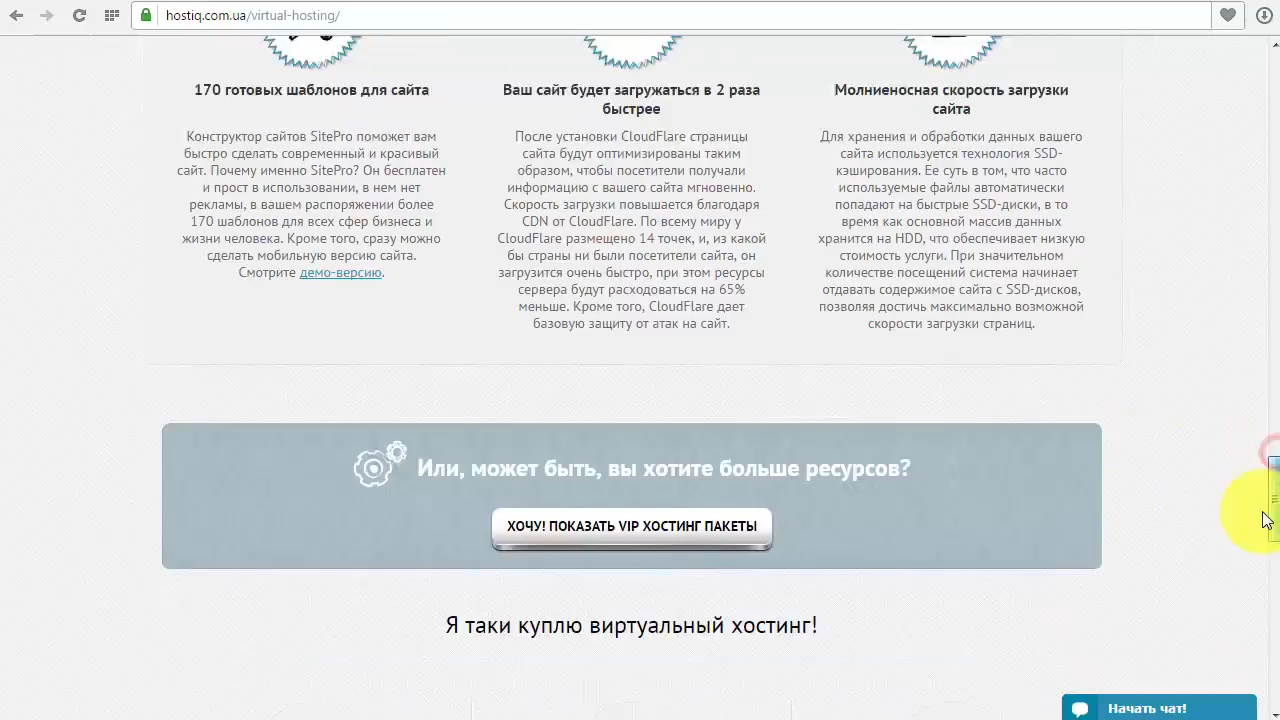 hostiq.com.ua/virtual-hosting/
170 готовых шаблонов для сайта
Конструктор сайтов SitePro поможет вам
быстро сделать современный и красивый
сайт. Почему именно SitePro? Он бесплатен
и прост в использовании, в нем нет
рекламы, в вашем распоряжении более
170 шаблонов для всех сфер бизнеса и
жизни человека. Кроме того, сразу можно
сделать мобильную версию сайта.
Смотрите демо-версию.
Ваш сайт будет загружаться в 2 раза
быстрее
После установки CloudFlare страницы
сайта будут оптимизированы таким
образом, чтобы посетители получали
информацию с вашего сайта мгновенно.
Скорость загрузки повышается благодаря
CDN от CloudFlare. По всему миру у
CloudFlare размещено 14 точек, и, из какой
бы страны ни были посетители сайта, он
загрузится очень быстро, при этом ресурсы
сервера будут расходоваться на 65%
меньше. Кроме того, CloudFlare дает
базовую защиту от атак на сайт.
Молниеносная скорость загрузки
сайта
Для хранения и обработки данных вашего
сайта используется технология SSD-
кэширования. Ее суть в том, что часто
используемые файлы автоматически
попадают на быстрые SSD-диски, в то
время как основной массив данных
хранится на HDD, что обеспечивает низкую
стоимость услуги. При значительном
количестве посещений система начинает
отдавать содержимое сайта с SSD-дисков,
позволяя достичь максимально возможной
скорости загрузки страниц.
Или, может быть, вы хотите больше ресурсов?
ХОЧУ! ПОКАЗАТЬ VIP ХОСТИНГ ПАКЕТЫ
Я таки куплю виртуальный хостинг!
Начать чат!